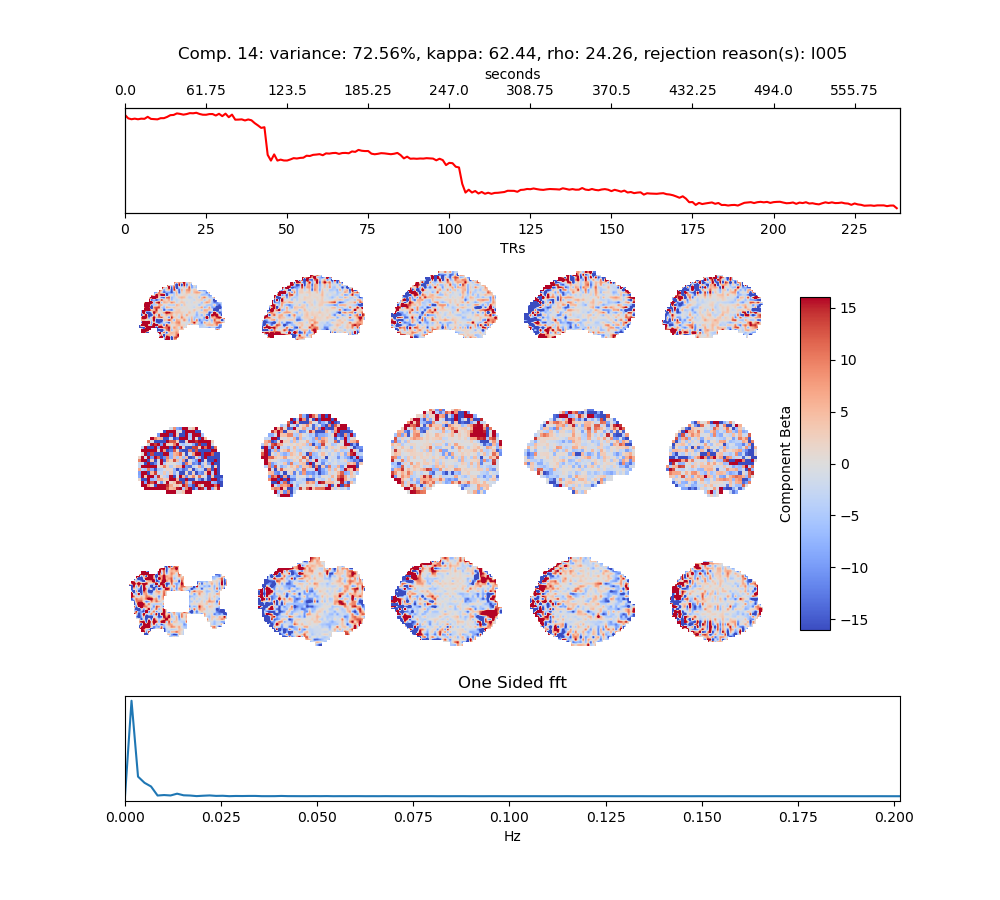 Comp. 14: variance: 72.56%, kappa: 62.44, rho: 24.26, rejection reason(s): I005
seconds
0.0 61.75 123.5 185.25 247.0 308.75 370.5 432.25 494.0 555.75
0 25 50 75 100 125 150 175 200 225
TRs
15
10
5
0
−5
−10
−15
Component Beta
One Sided fft
0.000 0.025 0.050 0.075 0.100 0.125 0.150 0.175 0.200
Hz